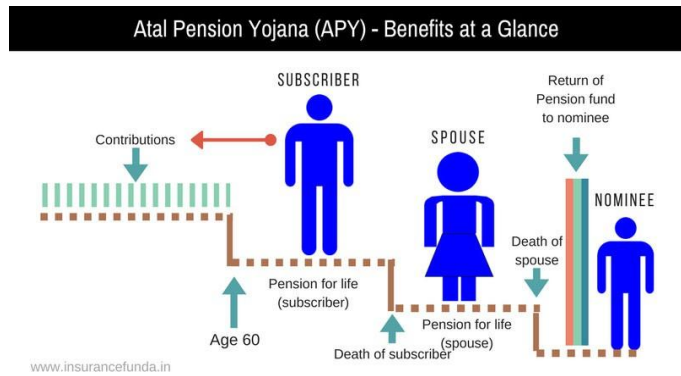 Atal Pension Yojana (APY) - Benefits at a Glance
SUBSCRIBER
Return of
Pension fund
to nominee
Contributions
SPOUSE
NOMINEE
Death of
spouse
Pension for life
(subscriber)
Age 60
Pension for life
(spouse)
Death of subscriber
www.insurancefunda.in